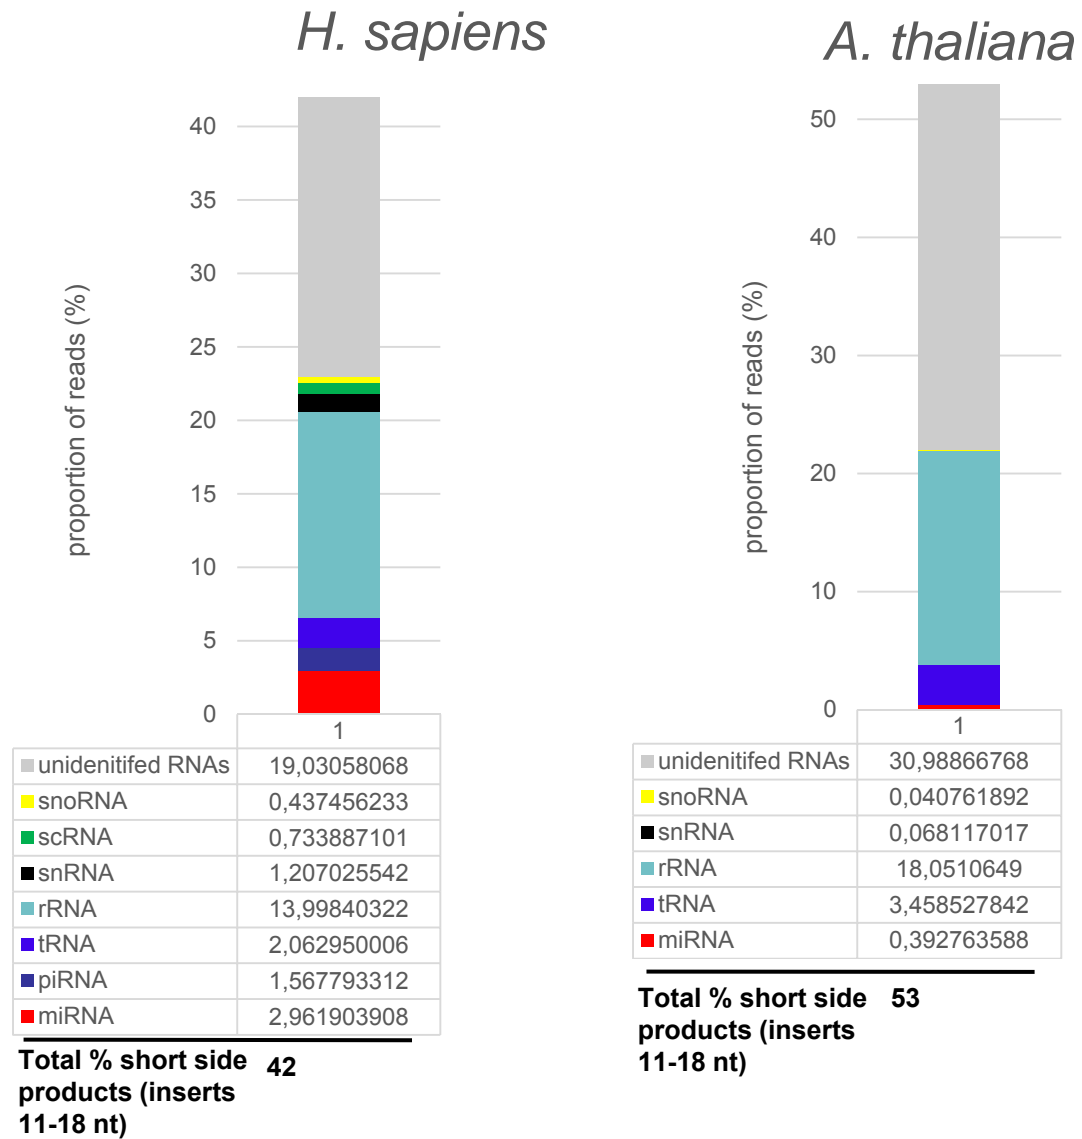 H. sapiens
proportion of reads (%)
40
35
30
25
20
15
10
5
0
1
unidenitifed RNAs 19,03058068
snoRNA 0,437456233
scRNA 0,733887101
snRNA 1,207025542
rRNA 13,99840322
tRNA 2,062950006
piRNA 1,567793312
miRNA 2,961903908
Total % short side 42
products (inserts
11-18 nt)
A. thaliana
proportion of reads (%)
50
40
30
20
10
0
1
unidenitifed RNAs 30,98866768
snoRNA 0,040761892
snRNA 0,068117017
rRNA 18,0510649
tRNA 3,458527842
miRNA 0,392763588
Total % short side 53
products (inserts
11-18 nt)